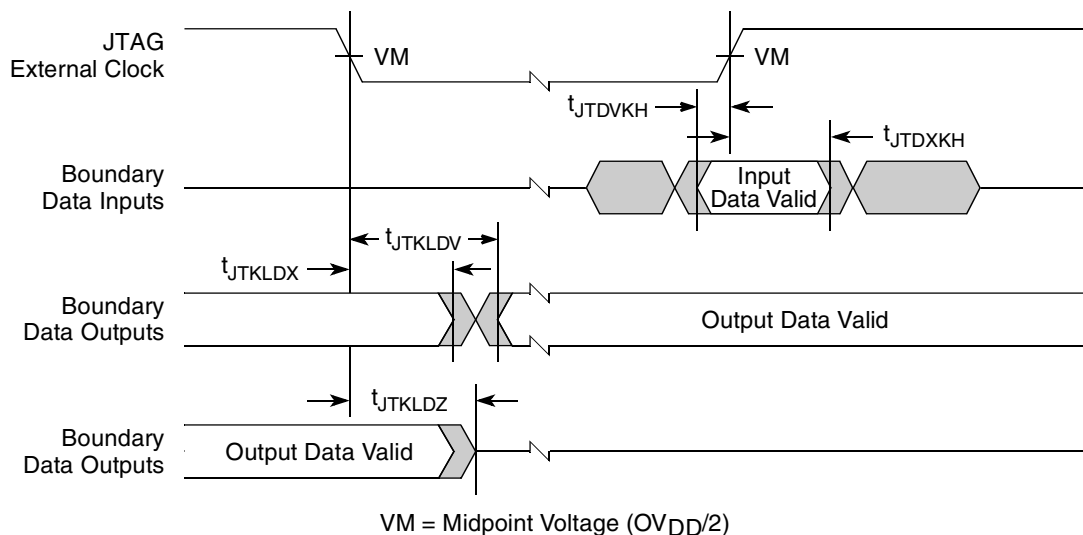 JTAG
External Clock
VM
VM
tJTDVKH
tJTDXKH
Boundary
Data Inputs
Input
Data Valid
tJTKLDV
tJTKLDX
Boundary
Data Outputs
Output Data Valid
tJTKLDZ
Boundary
Data Outputs
Output Data Valid
VM = Midpoint Voltage (OVDD/2)